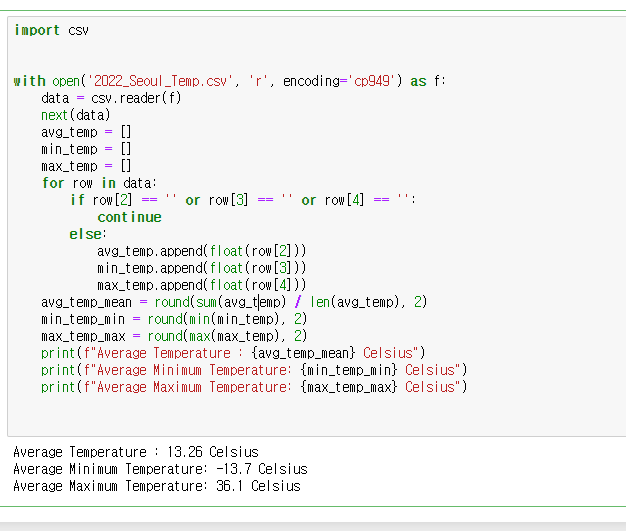 import csv
with open('2022_Seoul_Temp.csv', 'r', encoding='cp949') as f:
    data = csv.reader(f)
    next(data)
    avg_temp = []
    min_temp = []
    max_temp = []
    for row in data:
        if row[2] == '' or row[3] == '' or row[4] == '':
            continue
        else:
            avg_temp.append(float(row[2]))
            min_temp.append(float(row[3]))
            max_temp.append(float(row[4]))
    avg_temp_mean = round(sum(avg_temp) / len(avg_temp), 2)
    min_temp_min = round(min(min_temp), 2)
    max_temp_max = round(max(max_temp), 2)
    print(f"Average Temperature : {avg_temp_mean} Celsius")
    print(f"Average Minimum Temperature: {min_temp_min} Celsius")
    print(f"Average Maximum Temperature: {max_temp_max} Celsius")
Average Temperature : 13.26 Celsius
Average Minimum Temperature: -13.7 Celsius
Average Maximum Temperature: 36.1 Celsius